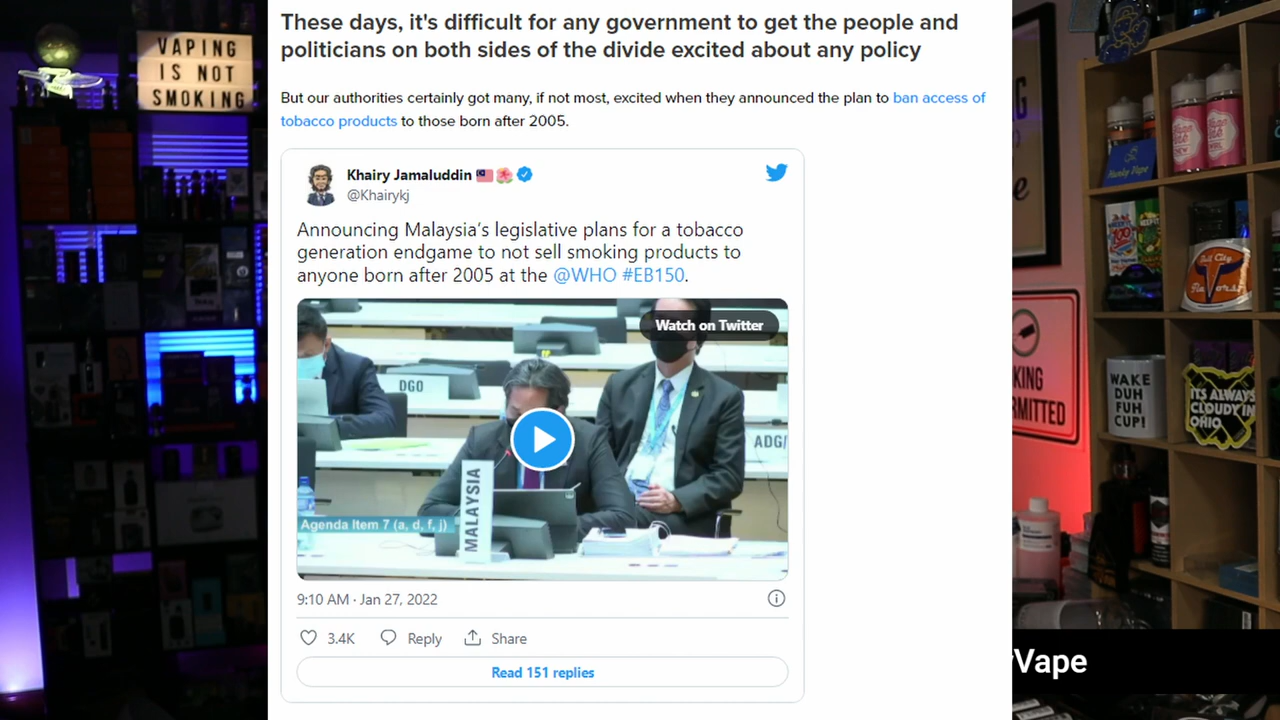 VAPING
IS NOT
SMOKING
These days, it's difficult for any government to get the people and
politicians on both sides of the divide excited about any policy
But our authorities certainly got many, if not most, excited when they announced the plan to ban access of
tobacco products to those born after 2005.
Khairy Jamaluddin
@Khairykj
Announcing Malaysia's legislative plans for a tobacco
generation endgame to not sell smoking products to
anyone born after 2005 at the @WHO #EB150.
Watch on Twitter
DGO
ADG/
MALAYSIA
Agenda Item 7 (a, d, f, j)
9:10 AM · Jan 27, 2022
3.4K
Reply
Share
Read 151 replies
WAKE
DUH
FUH
CUP!
ITS ALWAYS
CLOUDY IN
OHIO
Vape